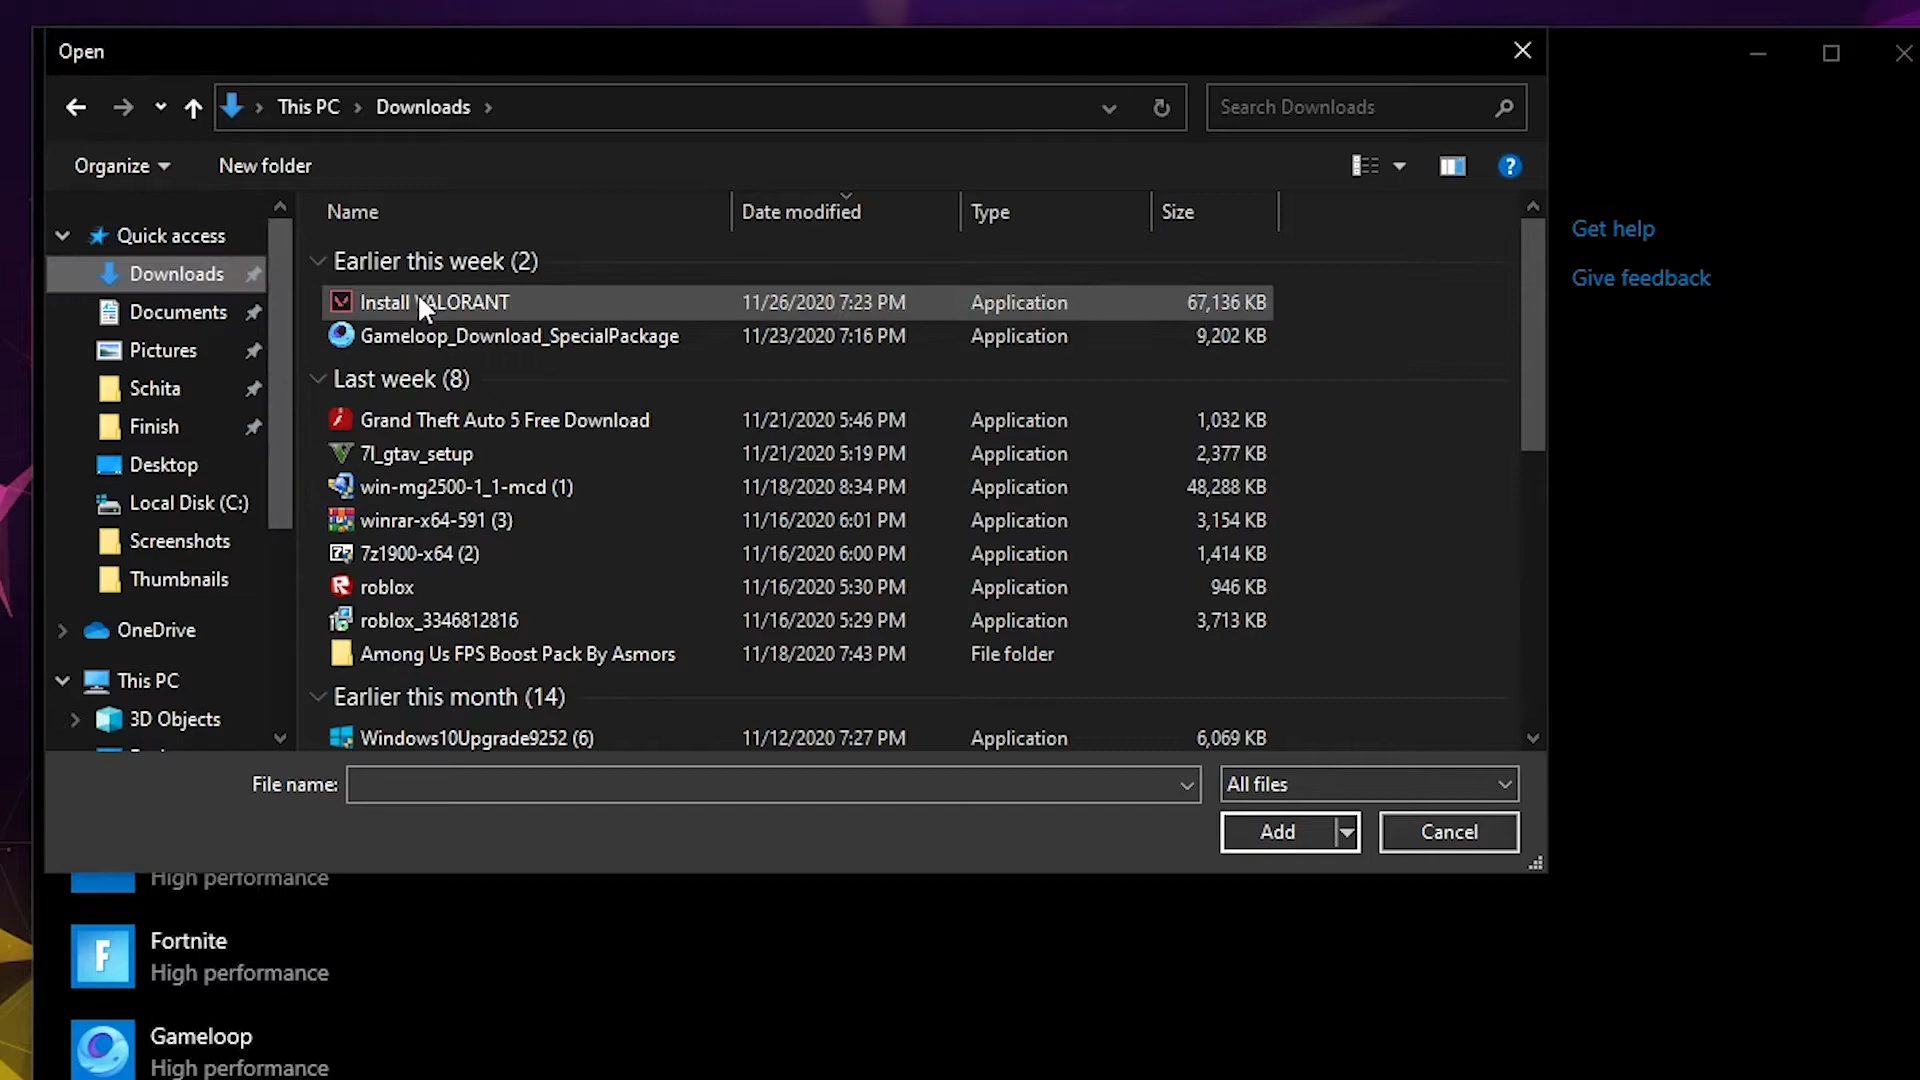 Open
This PC > Downloads >
Search Downloads
Organize
New folder
Name
Date modified
Type
Size
Quick access
Downloads
Documents
Pictures
Schita
Finish
Desktop
Local Disk (C:)
Screenshots
Thumbnails
OneDrive
This PC
3D Objects
Earlier this week (2)
Install VALORANT 11/26/2020 7:23 PM Application 67,136 KB
Gameloop_Download_SpecialPackage 11/23/2020 7:16 PM Application 9,202 KB
Last week (8)
Grand Theft Auto 5 Free Download 11/21/2020 5:46 PM Application 1,032 KB
7l_gtav_setup 11/21/2020 5:19 PM Application 2,377 KB
win-mg2500-1_1-mcd (1) 11/18/2020 8:34 PM Application 48,288 KB
winrar-x64-591 (3) 11/16/2020 6:01 PM Application 3,154 KB
7z1900-x64 (2) 11/16/2020 6:00 PM Application 1,414 KB
roblox 11/16/2020 5:30 PM Application 946 KB
roblox_3346812816 11/16/2020 5:29 PM Application 3,713 KB
Among Us FPS Boost Pack By Asmors 11/18/2020 7:43 PM File folder
Earlier this month (14)
Windows10Upgrade9252 (6) 11/12/2020 7:27 PM Application 6,069 KB
File name:
All files
Add
Cancel
Get help
Give feedback
High performance
Fortnite
High performance
Gameloop
High performance